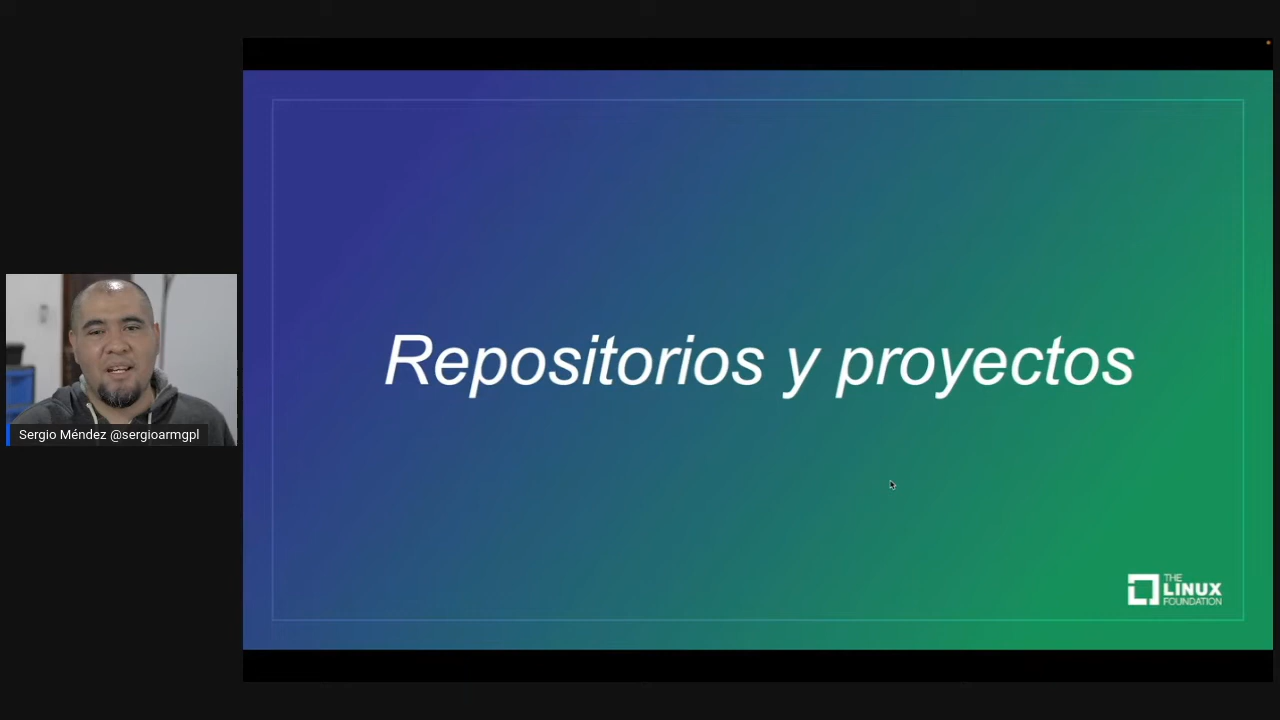 Repositorios y proyectos
Sergio Méndez @sergioarmgpl
THE
LINUX
FOUNDATION